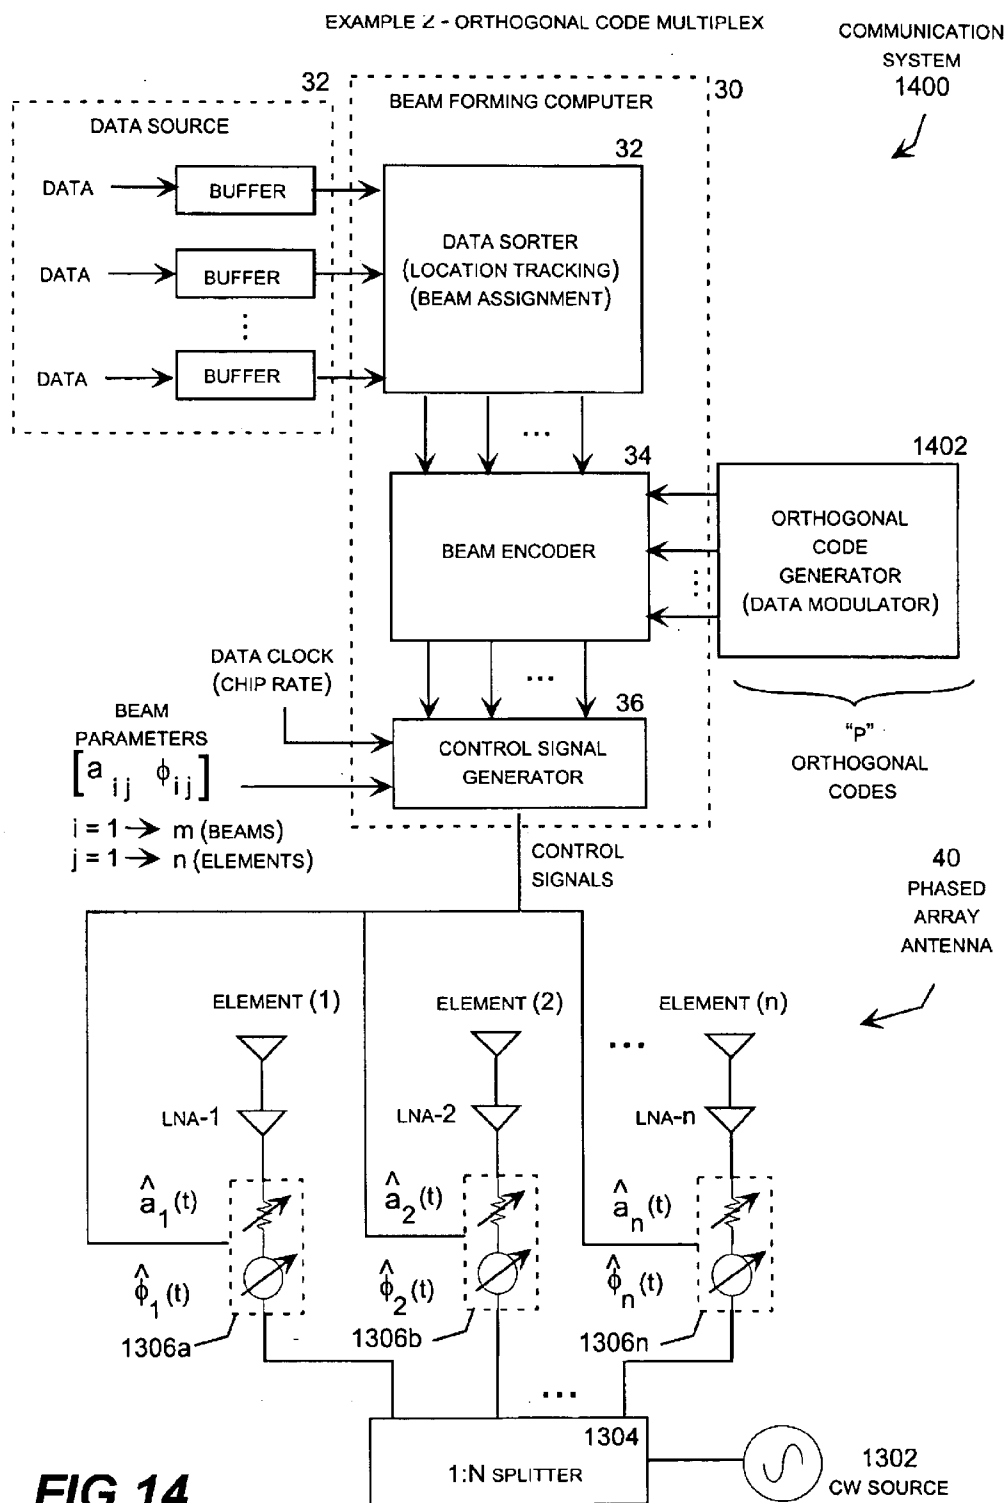 EXAMPLE 2 - ORTHOGONAL CODE MULTIPLEX
COMMUNICATION
SYSTEM
1400
32
DATA SOURCE
DATA
BUFFER
DATA
BUFFER
DATA
BUFFER
BEAM FORMING COMPUTER
30
32
DATA SORTER
(LOCATION TRACKING)
(BEAM ASSIGNMENT)
...
34
BEAM ENCODER
1402
ORTHOGONAL
CODE
GENERATOR
(DATA MODULATOR)
"P"
ORTHOGONAL
CODES
...
DATA CLOCK
(CHIP RATE)
BEAM
PARAMETERS
[a ij ϕ ij]
i = 1 → m (BEAMS)
j = 1 → n (ELEMENTS)
36
CONTROL SIGNAL
GENERATOR
CONTROL
SIGNALS
40
PHASED
ARRAY
ANTENNA
ELEMENT (1)
ELEMENT (2)
...
ELEMENT (n)
LNA-1
LNA-2
LNA-n
â1(t)
â2(t)
ân(t)
ϕ̂1(t)
ϕ̂2(t)
ϕ̂n(t)
1306a
1306b
1306n
...
1304
1:N SPLITTER
1302
CW SOURCE
FIG 14